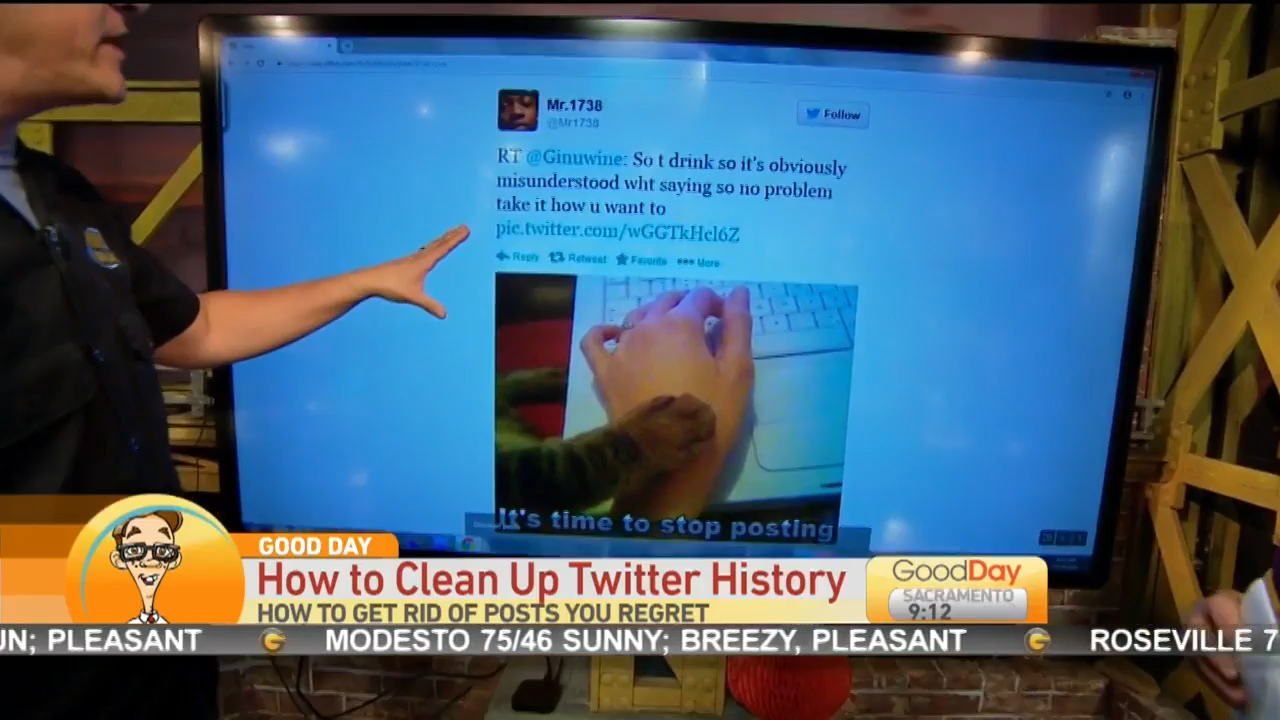 Mr.1738
@Mr1738
Follow
RT @Ginuwine: So t drink so it's obviously
misunderstood wht saying so no problem
take it how u want to
pic.twitter.com/wGGTkHcl6Z
Reply Retweet Favorite More
It's time to stop posting
GOOD DAY
How to Clean Up Twitter History
HOW TO GET RID OF POSTS YOU REGRET
GoodDay
SACRAMENTO
9:12
UN; PLEASANT MODESTO 75/46 SUNNY; BREEZY, PLEASANT ROSEVILLE 7